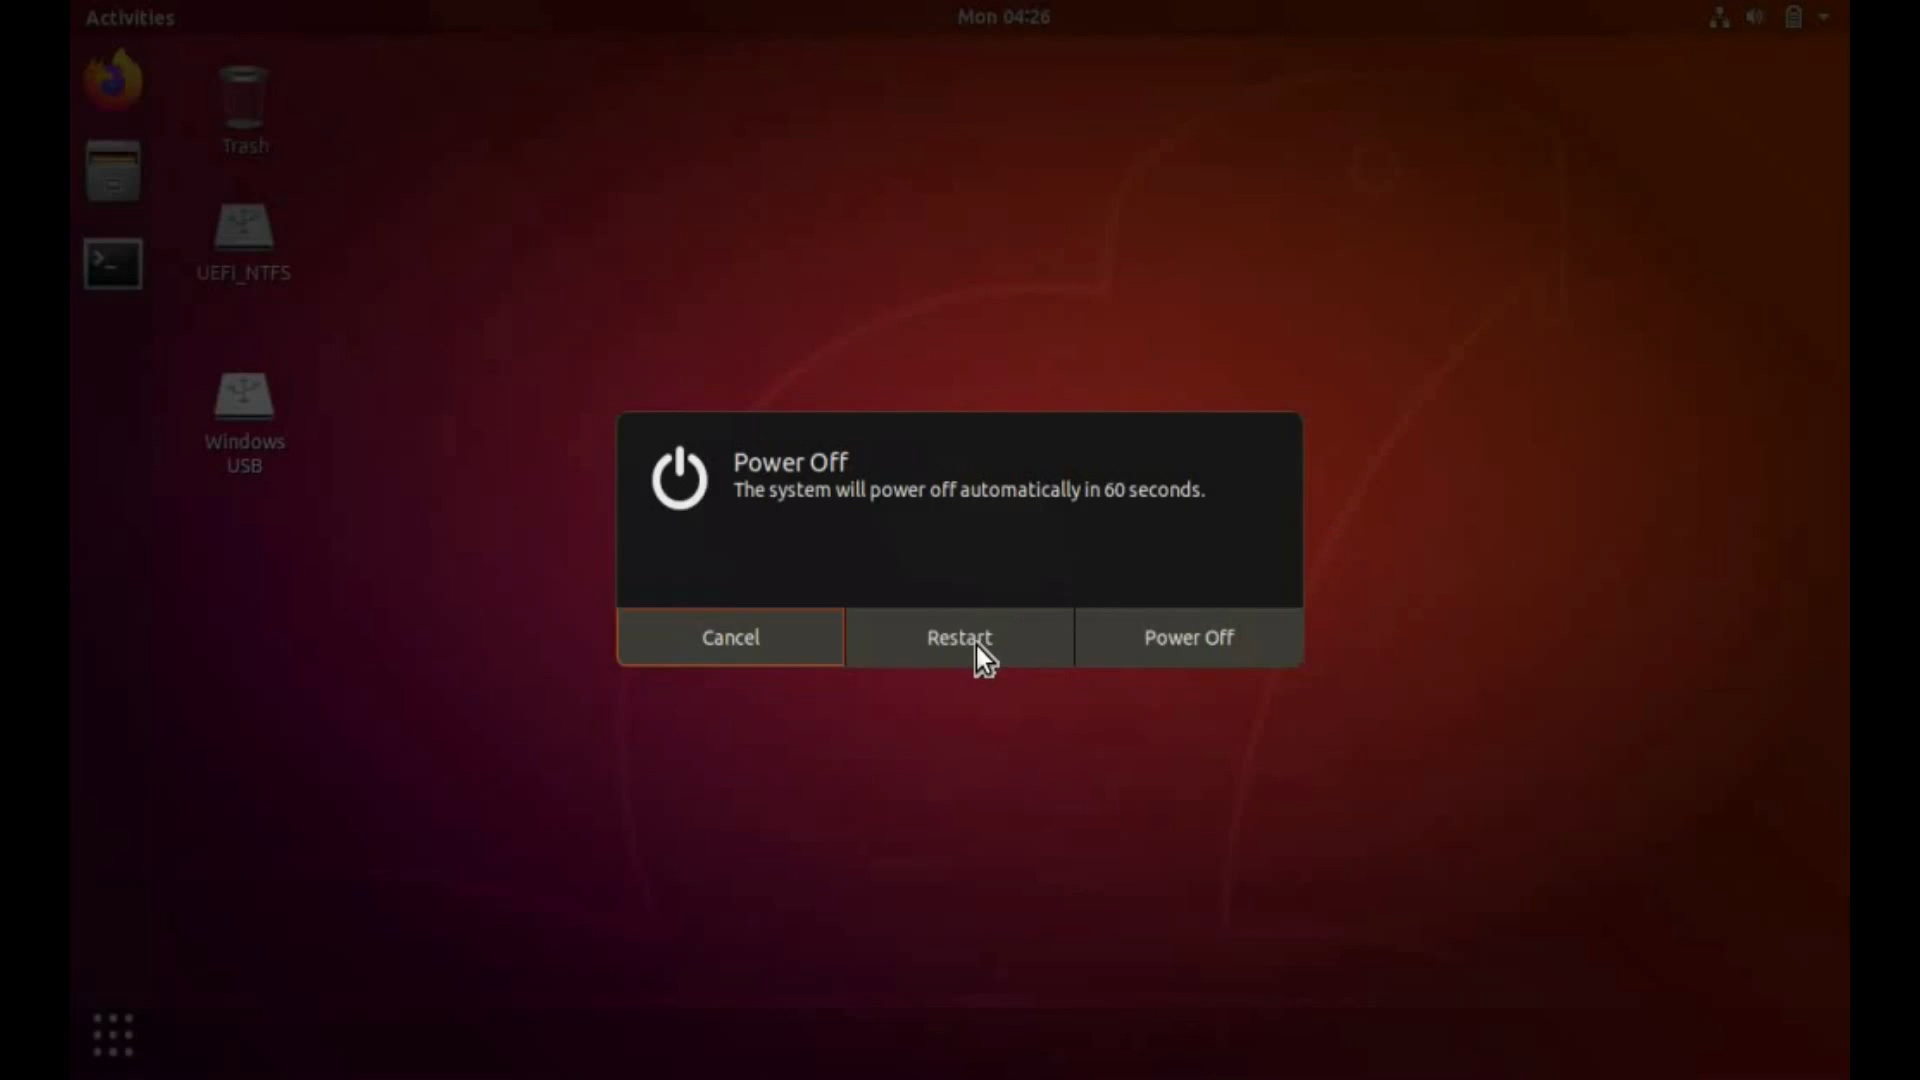 Activities
Mon 04:26
Trash
UEFI_NTFS
Windows
USB
Power Off
The system will power off automatically in 60 seconds.
Cancel
Restart
Power Off